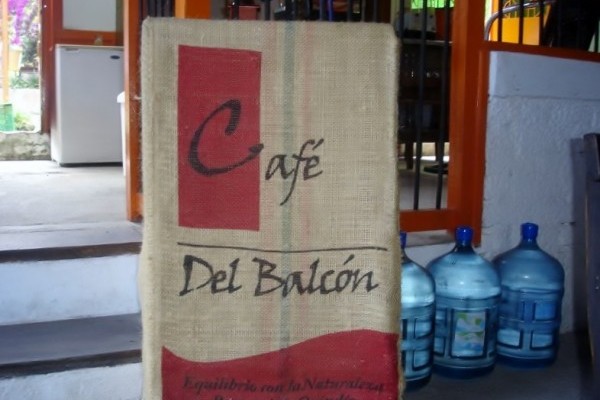 Café
Del Balcón
Equilibrio con la Naturaleza